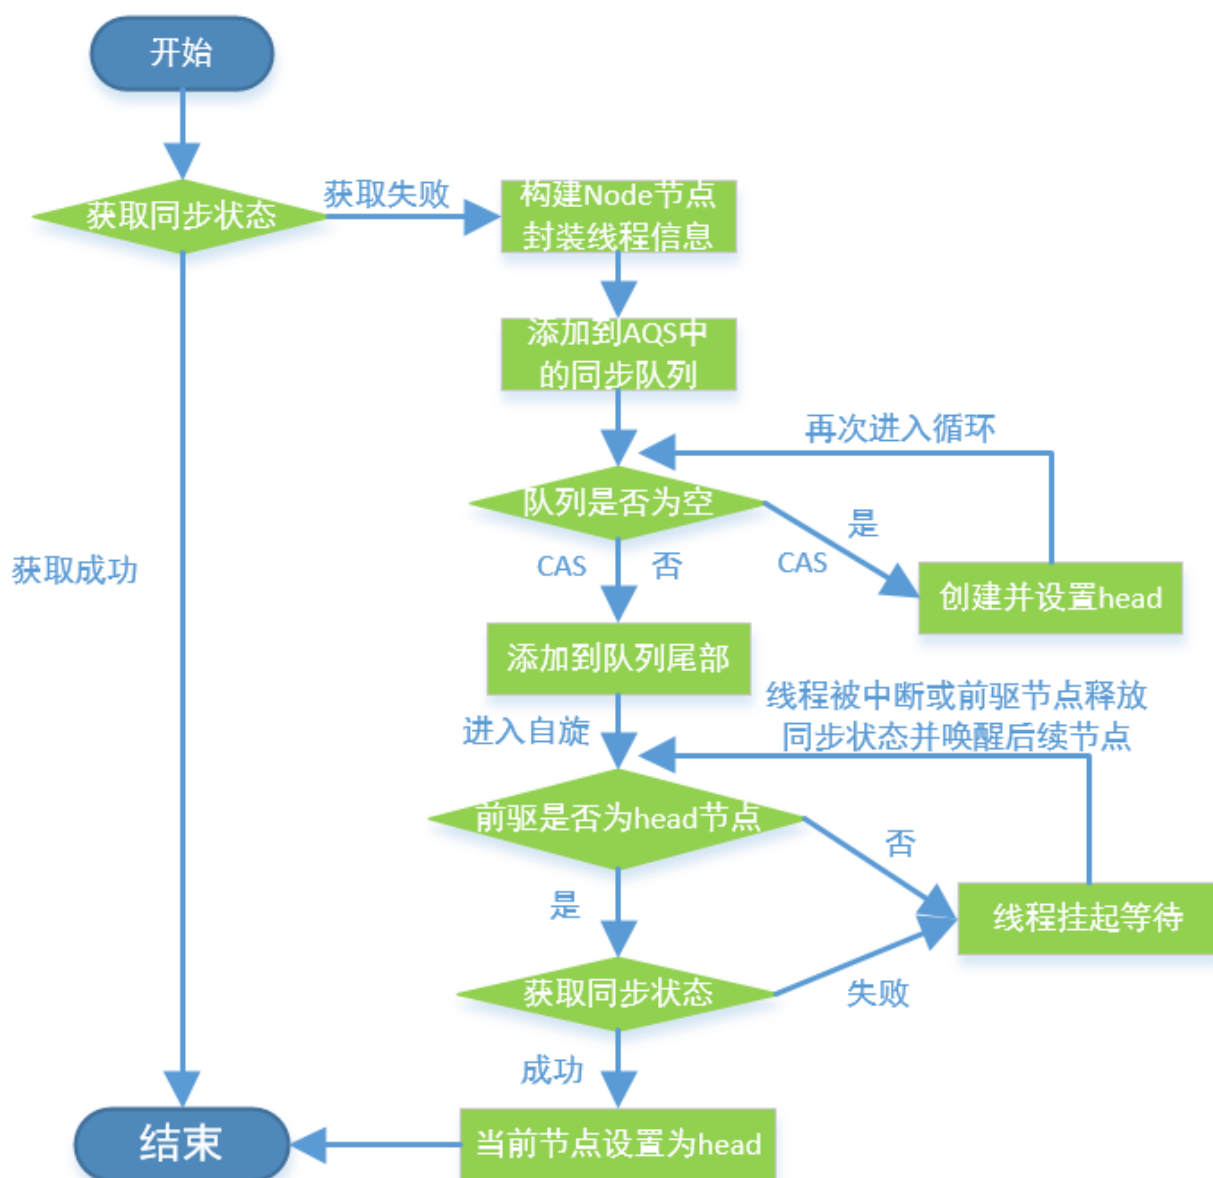 开始
获取同步状态
获取失败
构建Node节点
封装线程信息
添加到AQS中
的同步队列
再次进入循环
队列是否为空
是
CAS
CAS
否
获取成功
创建并设置head
添加到队列尾部
线程被中断或前驱节点释放
同步状态并唤醒后续节点
进入自旋
前驱是否为head节点
否
是
线程挂起等待
获取同步状态
失败
成功
当前节点设置为head
结束